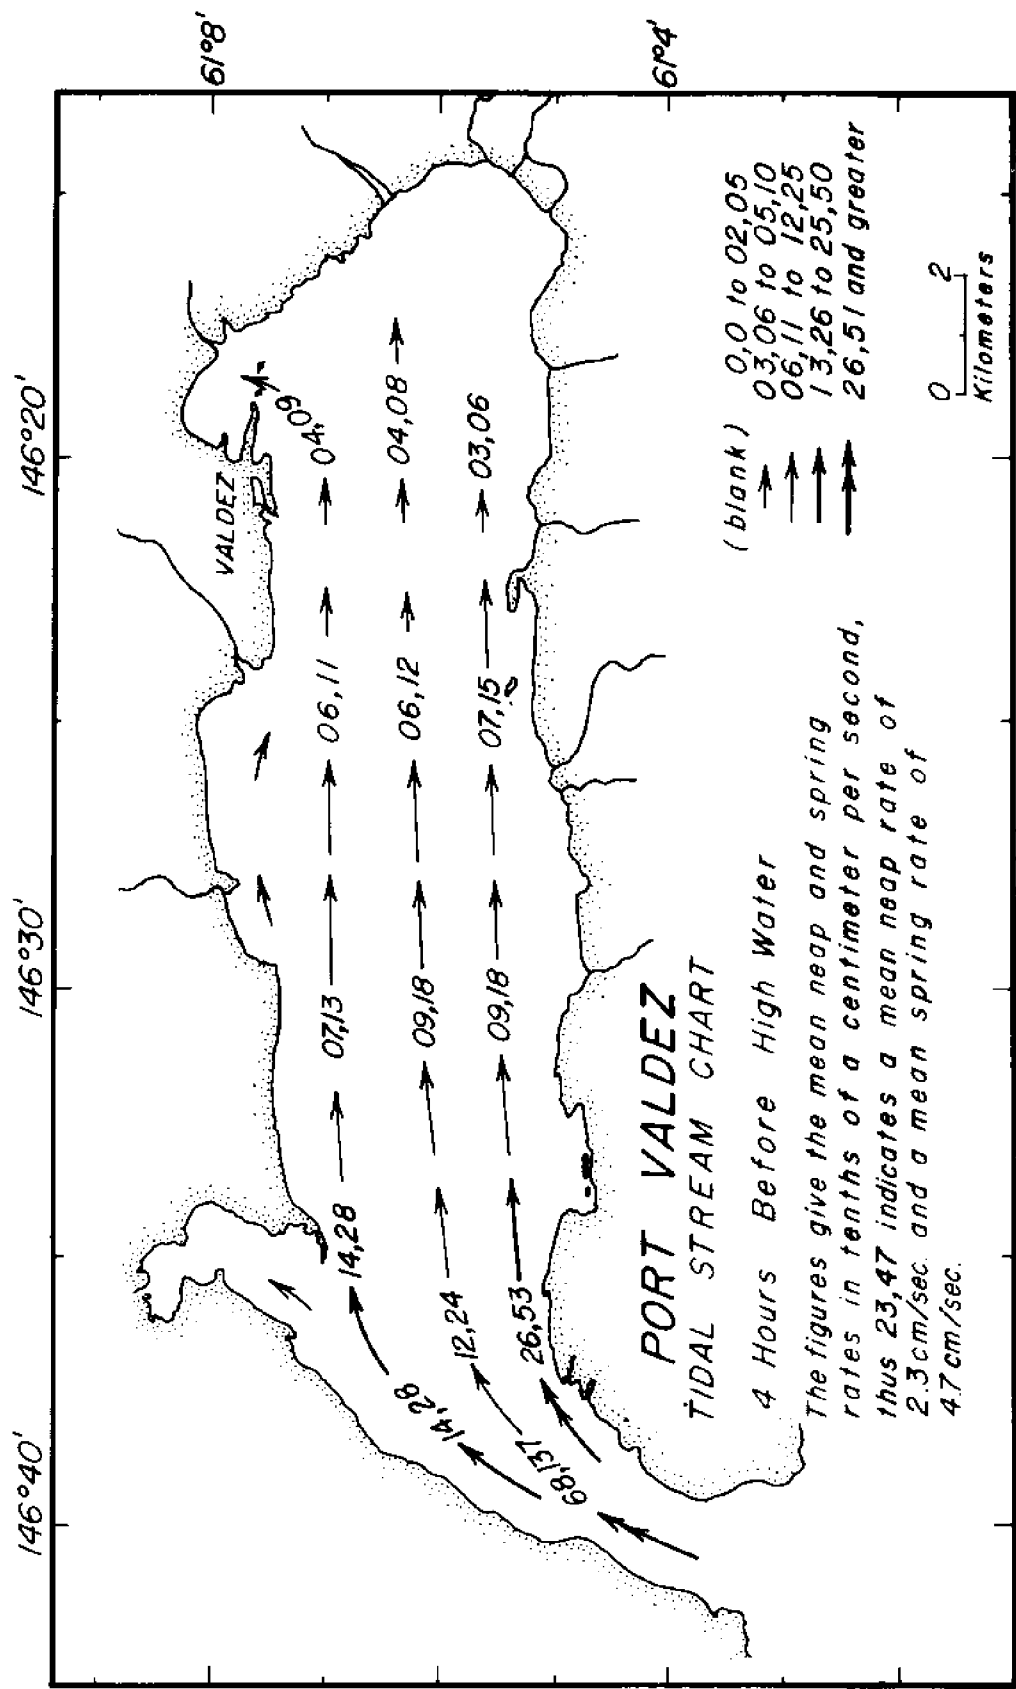 146°40'
146°30'
146°20'
61°8'
61°4'
VALDEZ
04,09
14,28
07,13
06,11
04,09
14,28
12,24
09,18
06,12
04,08
68,137
26,53
09,18
07,15
03,06
PORT VALDEZ
TIDAL STREAM CHART
4 Hours Before High Water
The figures give the mean neap and spring
rates in tenths of a centimeter per second,
thus 23,47 indicates a mean neap rate of
2.3cm/sec. and a mean spring rate of
4.7cm/sec.
(blank) 0,0 to 02,05
03,06 to 05,10
06,11 to 12,25
13,26 to 25,50
26,51 and greater
0 2
Kilometers